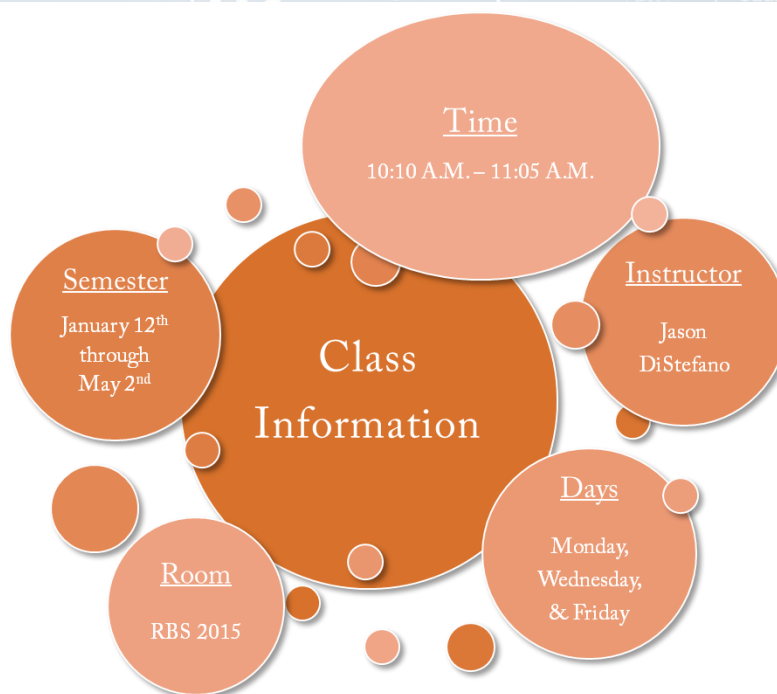 Time
10:10 A.M. – 11:05 A.M.
Semester
January 12th
through
May 2nd
Instructor
Jason
DiStefano
Class
Information
Days
Monday,
Wednesday,
& Friday
Room
RBS 2015